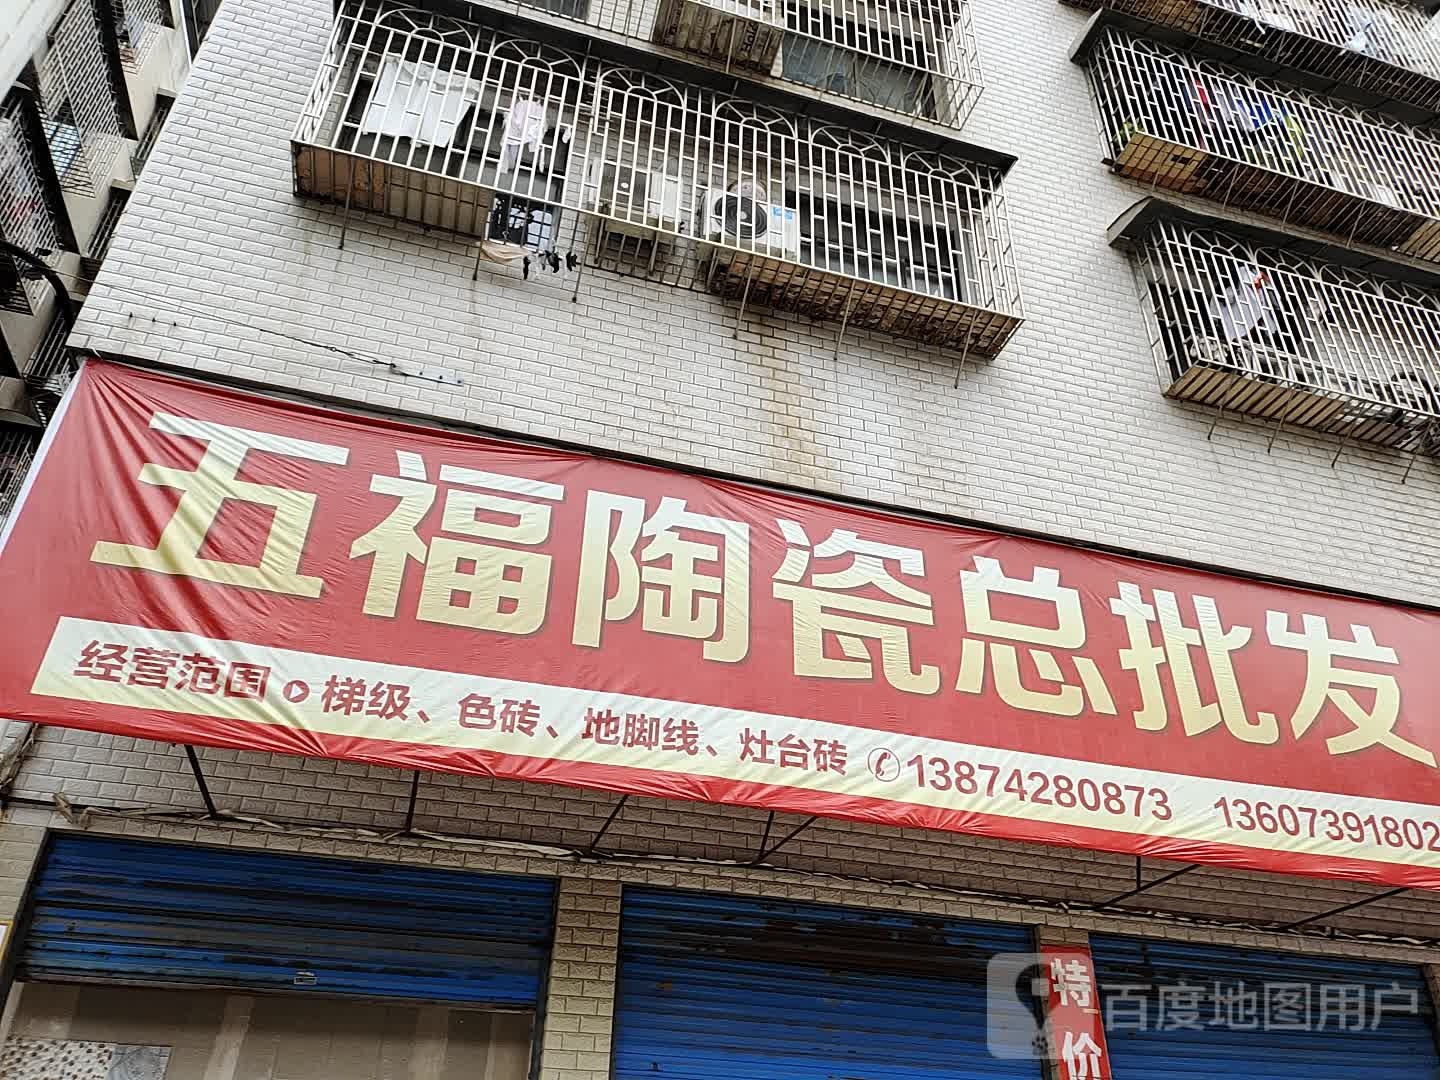 五福陶瓷总批发
经营范围 梯级、色砖、地脚线、灶台砖 13874280873 13607391802
特价
百度地图用户